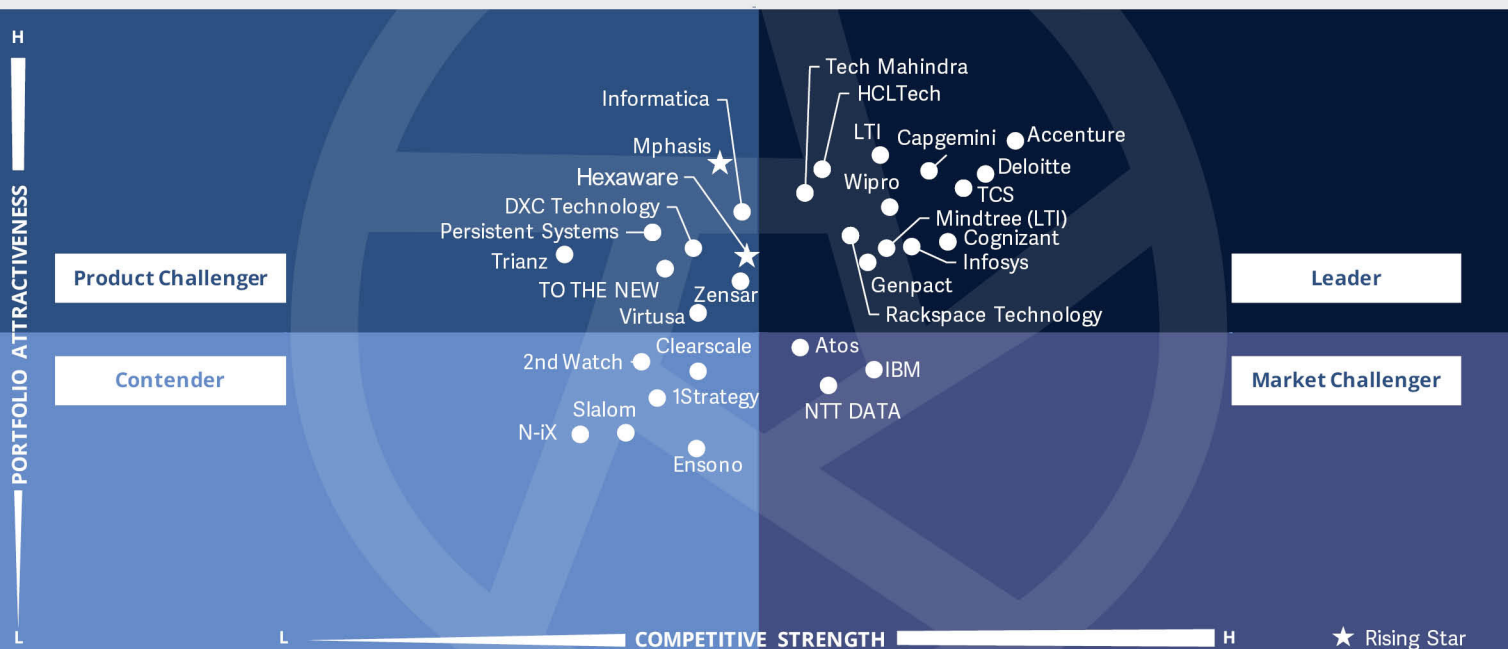 H
Tech Mahindra
HCLTech
Informatica
LTI
Capgemini
Accenture
Mphasis
Deloitte
Hexaware
Wipro
TCS
DXC Technology
Mindtree (LTI)
Persistent Systems
Cognizant
Trianz
Infosys
Product Challenger
Leader
TO THE NEW
Zensar
Genpact
Virtusa
Rackspace Technology
PORTFOLIO ATTRACTIVENESS
Clearscale
Atos
2nd Watch
IBM
Contender
Market Challenger
1Strategy
Slalom
NTT DATA
N-iX
Ensono
L
L
COMPETITIVE STRENGTH
H
Rising Star